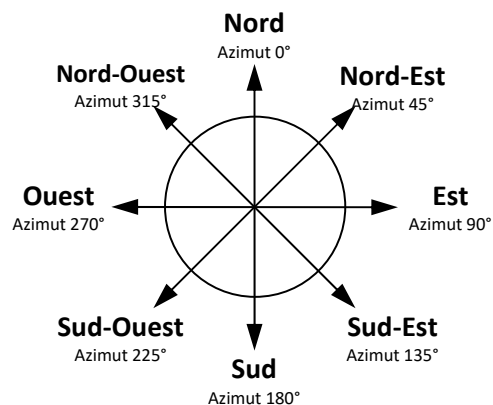 Nord
Azimut 0°
Nord-Ouest
Azimut 315°
Nord-Est
Azimut 45°
Ouest
Azimut 270°
Est
Azimut 90°
Sud-Ouest
Azimut 225°
Sud-Est
Azimut 135°
Sud
Azimut 180°